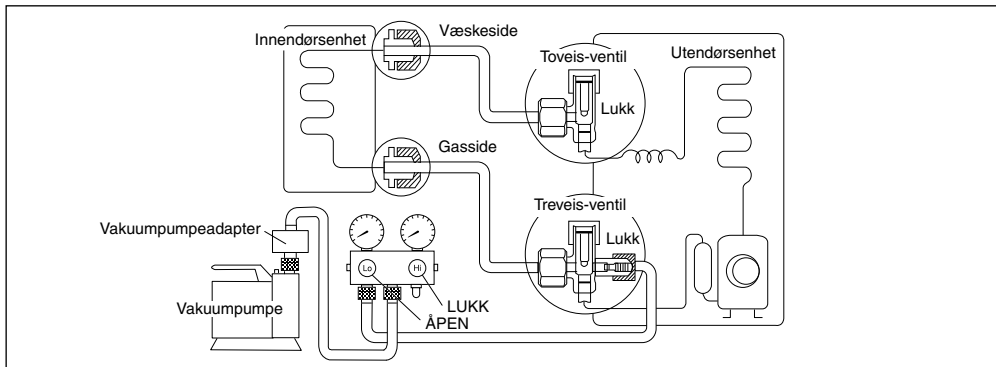 Væskeside
Innendørsenhet
Toveis-ventil
Utendørsenhet
Lukk
Gasside
Treveis-ventil
Vakuumpumpeadapter
Lukk
Lo
Hi
Vakuumpumpe
LUKK
ÅPEN